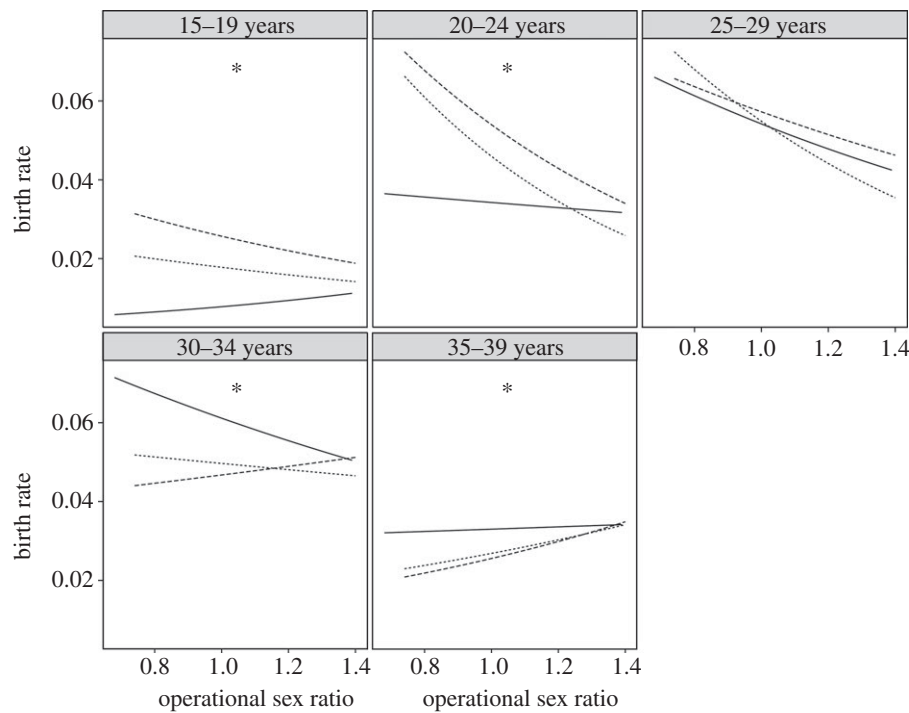 15–19 years
20–24 years
25–29 years
*
*
0.06
0.04
0.02
birth rate
0.8 1.0 1.2 1.4
30–34 years
35–39 years
*
*
0.06
0.04
0.02
birth rate
0.8 1.0 1.2 1.4
0.8 1.0 1.2 1.4
operational sex ratio
operational sex ratio